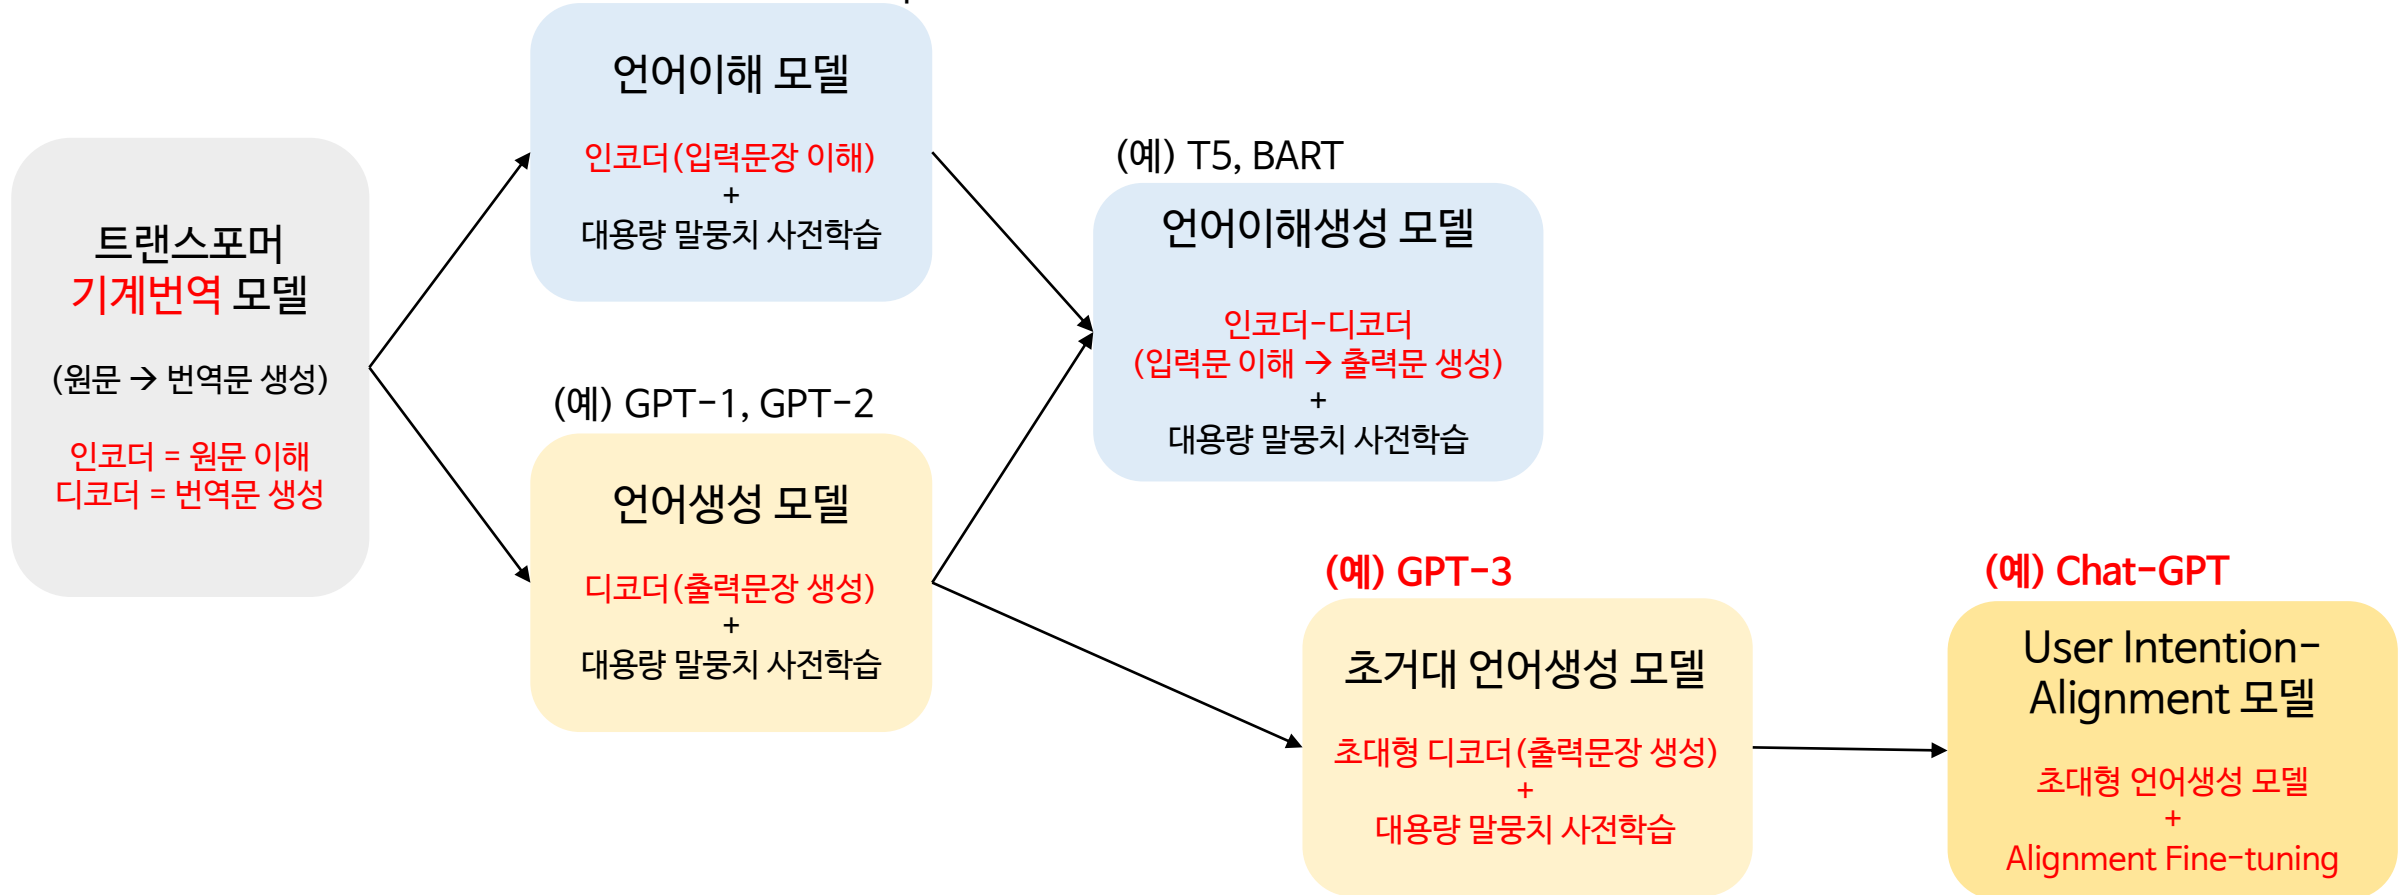 트랜스포머
기계번역 모델
(원문 → 번역문 생성)
인코더 = 원문 이해
디코더 = 번역문 생성
언어이해 모델
인코더(입력문장 이해)
+
대용량 말뭉치 사전학습
(예) GPT-1, GPT-2
언어생성 모델
디코더(출력문장 생성)
+
대용량 말뭉치 사전학습
(예) T5, BART
언어이해생성 모델
인코더-디코더
(입력문 이해 → 출력문 생성)
+
대용량 말뭉치 사전학습
(예) GPT-3
초거대 언어생성 모델
초대형 디코더(출력문장 생성)
+
대용량 말뭉치 사전학습
(예) Chat-GPT
User Intention-
Alignment 모델
초대형 언어생성 모델
+
Alignment Fine-tuning